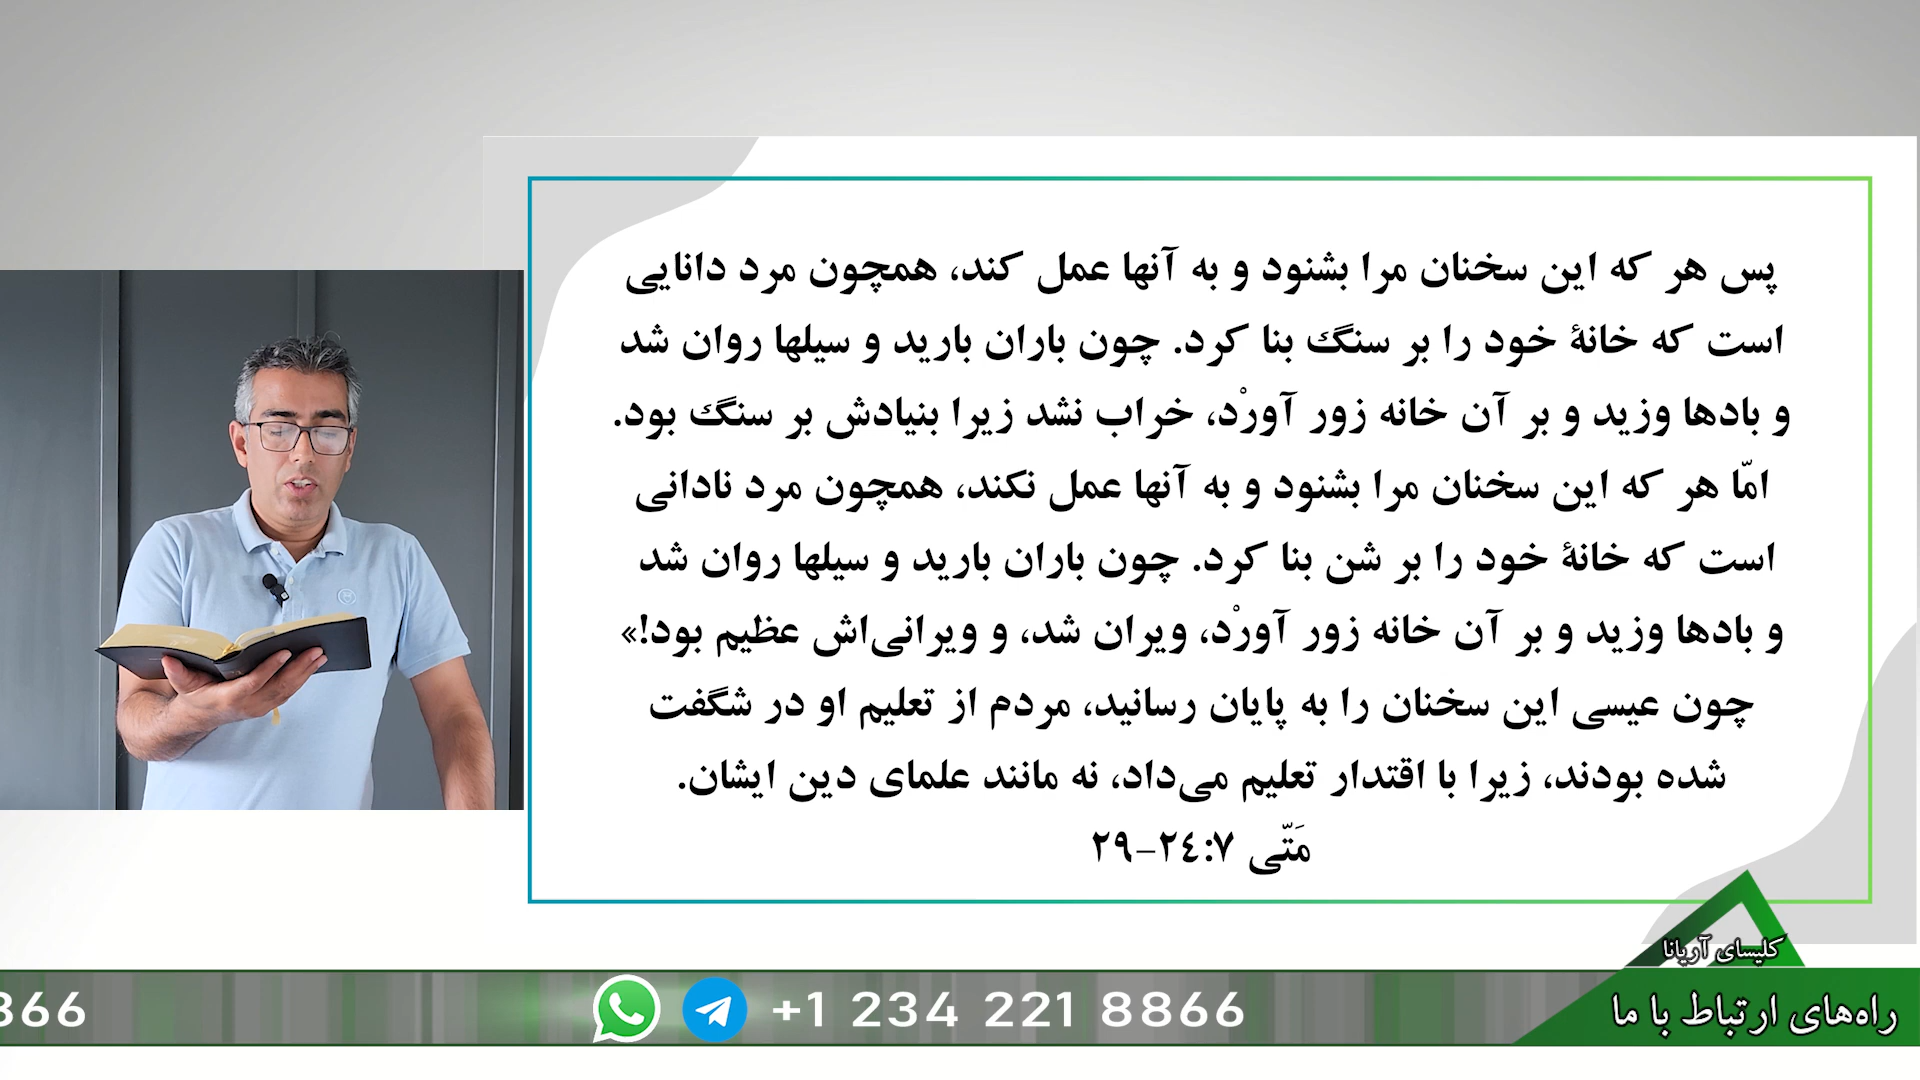 پس هر که این سخنان مرا بشنود و به آنها عمل کند، همچون مرد دانایی
است که خانهٔ خود را بر سنگ بنا کرد. چون باران بارید و سیلها روان شد
و بادها وزید و بر آن خانه زور آورْد، خراب نشد زیرا بنیادش بر سنگ بود.
امّا هر که این سخنان مرا بشنود و به آنها عمل نکند، همچون مرد نادانی
است که خانهٔ خود را بر شن بنا کرد. چون باران بارید و سیلها روان شد
و بادها وزید و بر آن خانه زور آورْد، ویران شد، و ویرانی‌اش عظیم بود!»
چون عیسی این سخنان را به پایان رسانید، مردم از تعلیم او در شگفت
شده بودند، زیرا با اقتدار تعلیم می‌داد، نه مانند علمای دین ایشان.
مَتّی ۷:۲٤-۲۹
کلیسای آریانا
راه‌های ارتباط با ما
+1 234 221 8866
866